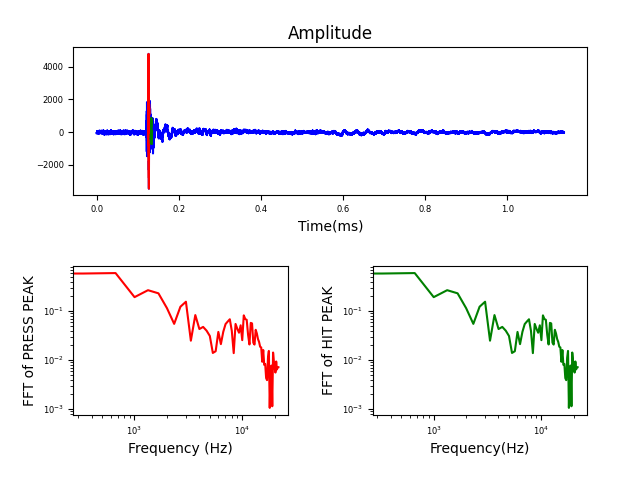 Amplitude
4000
2000
0
−2000
0.0 0.2 0.4 0.6 0.8 1.0
Time(ms)
FFT of PRESS PEAK
10⁻¹
10⁻²
10⁻³
10³ 10⁴
Frequency (Hz)
FFT of HIT PEAK
10⁻¹
10⁻²
10⁻³
10³ 10⁴
Frequency(Hz)